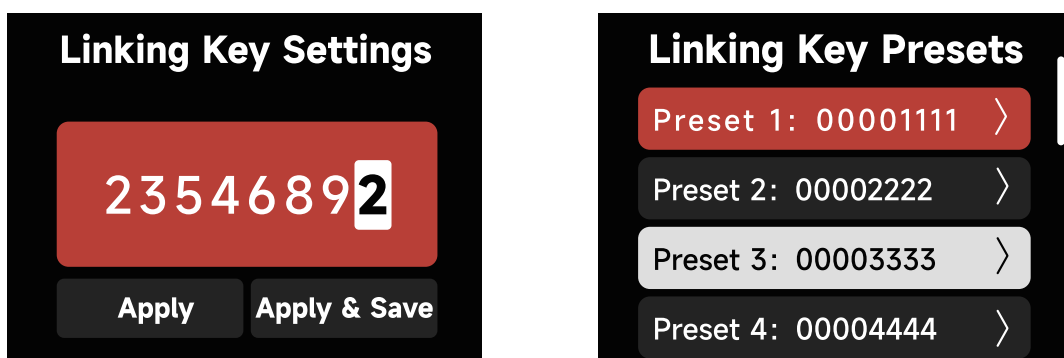 Linking Key Settings
23546892
Apply
Apply & Save
Linking Key Presets
Preset 1: 00001111
Preset 2: 00002222
Preset 3: 00003333
Preset 4: 00004444